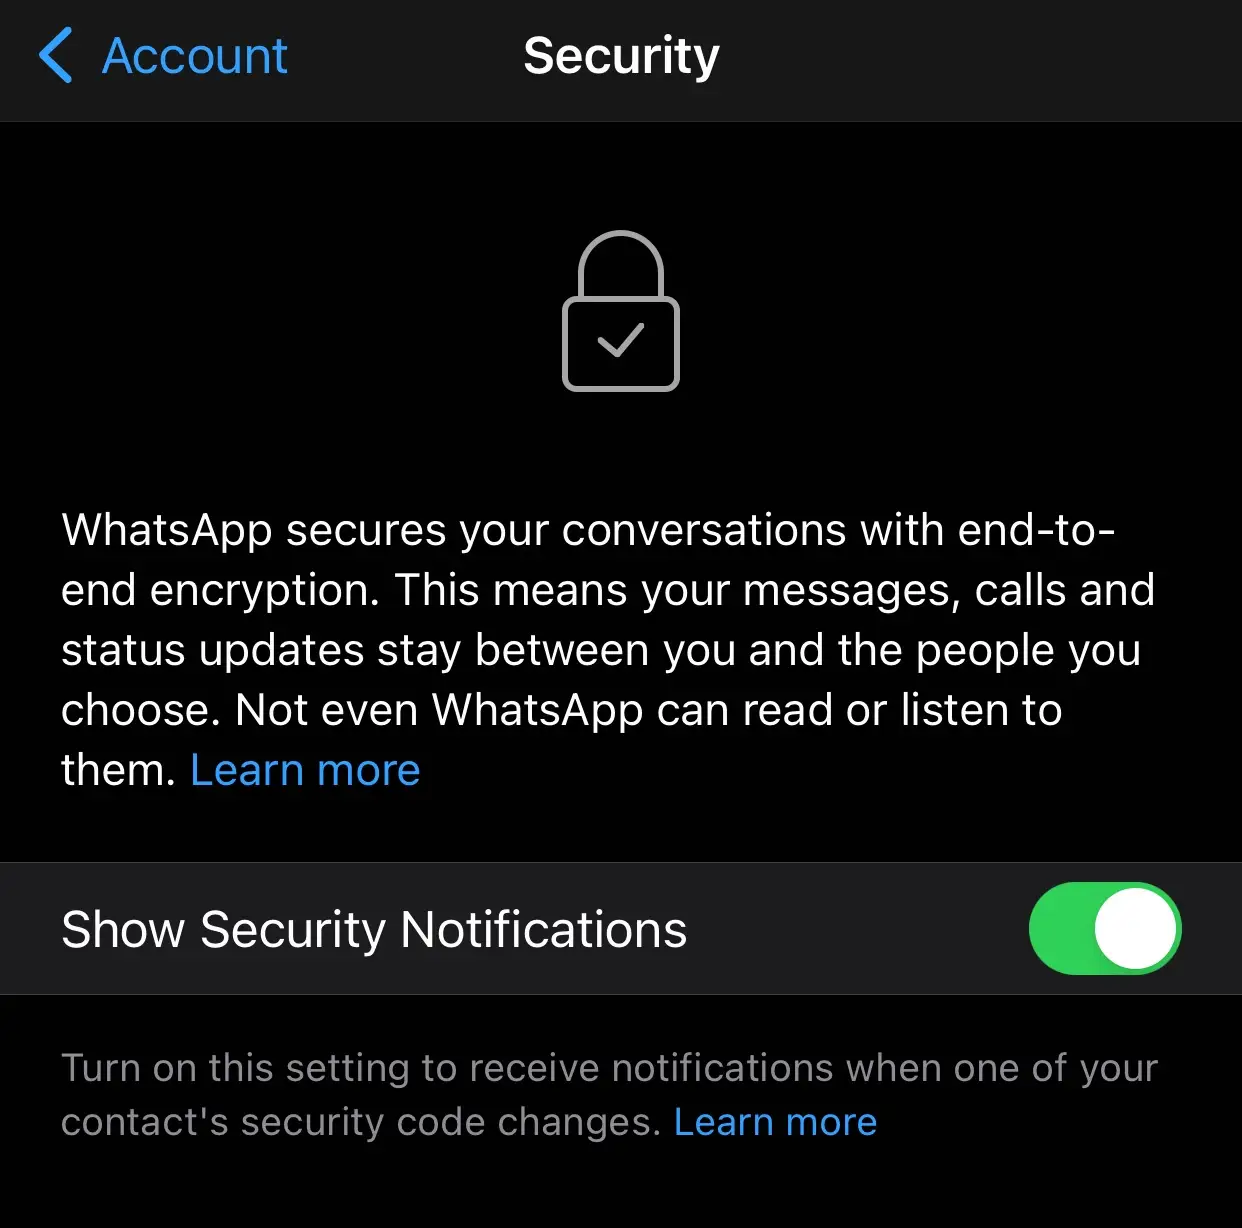 Account
Security
WhatsApp secures your conversations with end-to-
end encryption. This means your messages, calls and
status updates stay between you and the people you
choose. Not even WhatsApp can read or listen to
them. Learn more
Show Security Notifications
Turn on this setting to receive notifications when one of your
contact's security code changes. Learn more